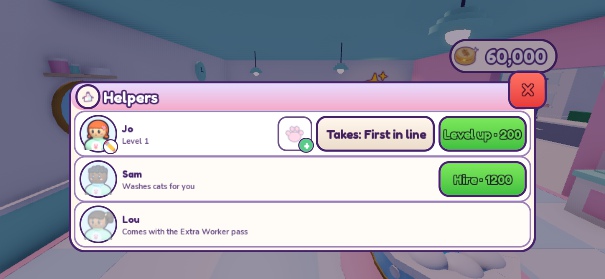 60,000
Helpers
Jo
Level 1
Takes: First in line
Level up · 200
Sam
Washes cats for you
Hire · 1200
Lou
Comes with the Extra Worker pass